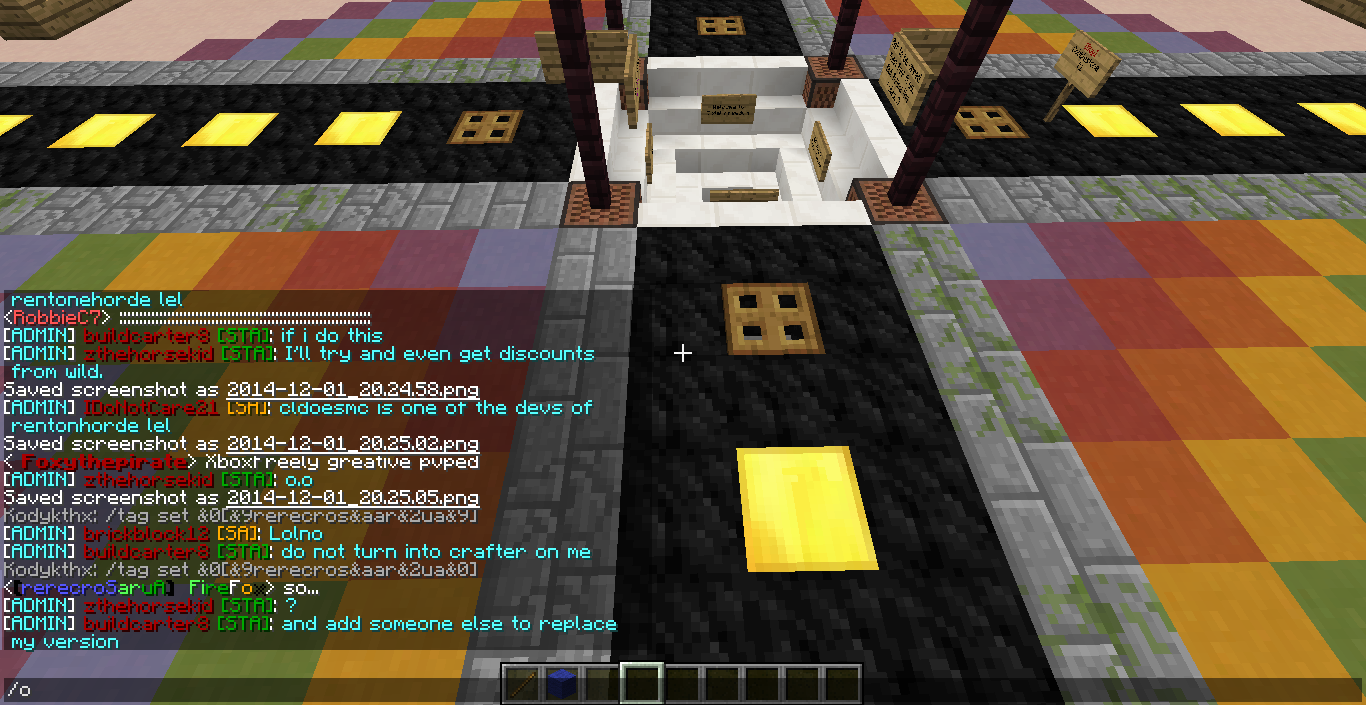 Welcome to
rentonehorde lel
<RobbieC7>
[ADMIN] buildcarter8 [STA]: if i do this
[ADMIN] zthehorsekid [STA]: I'll try and even get discounts
from wild.
Saved screenshot as 2014-12-01_20.24.58.png
[ADMIN] IDoNotCare21 [SA]: cldoesmc is one of the devs of
rentonhorde lel
Saved screenshot as 2014-12-01_20.25.02.png
< Foxythepirate> Xboxfreely greative pvped
[ADMIN] zthehorsekid [STA]: o.o
Saved screenshot as 2014-12-01_20.25.05.png
Kodykthx: /tag set &0[&9rerecros&aar&2ua&9]
[ADMIN] brickblock12 [SA]: Lolno
[ADMIN] buildcarter8 [STA]: do not turn into crafter on me
Kodykthx: /tag set &0[&9rerecros&aar&2ua&0]
<[rerecroSaruA] FireFox> so...
[ADMIN] zthehorsekid [STA]: ?
[ADMIN] buildcarter8 [STA]: and add someone else to replace
my version
/o